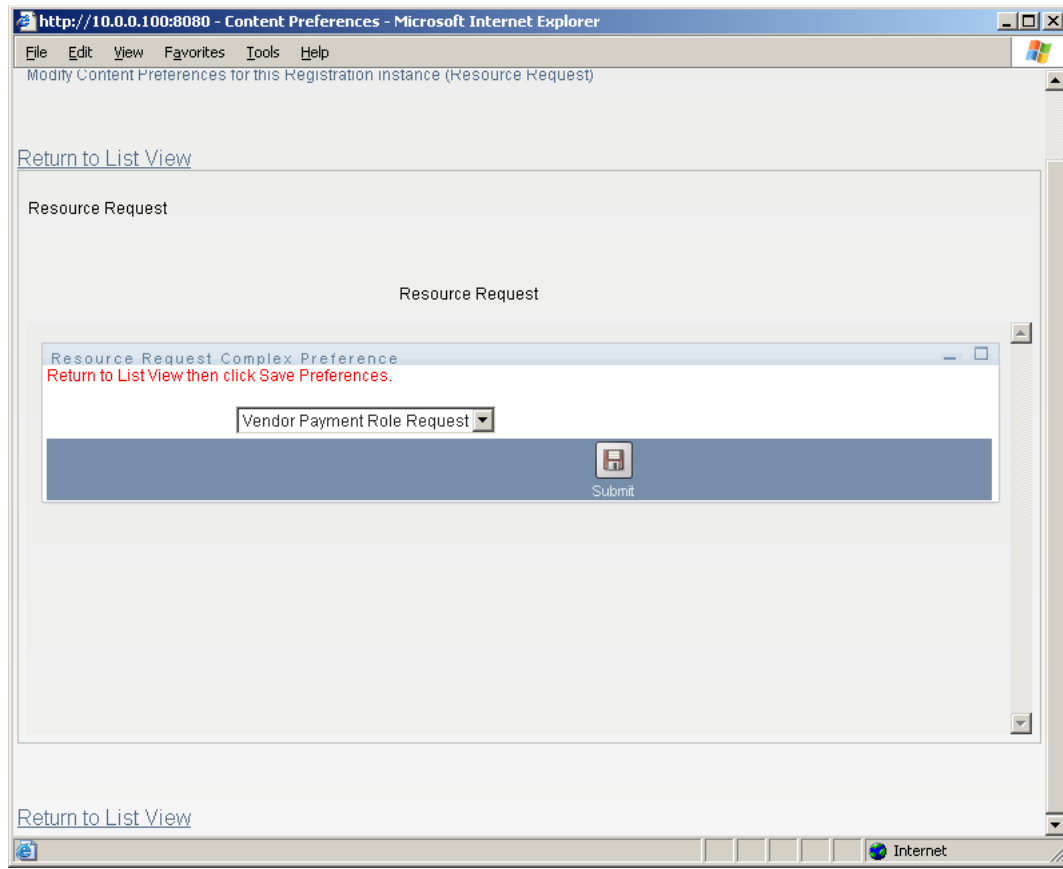 http://10.0.0.100:8080 - Content Preferences - Microsoft Internet Explorer
File Edit View Favorites Tools Help
Modify Content Preferences for this Registration instance (Resource Request)
Return to List View
Resource Request
Resource Request
Resource Request Complex Preference
Return to List View then click Save Preferences.
Vendor Payment Role Request
Submit
Return to List View
Internet